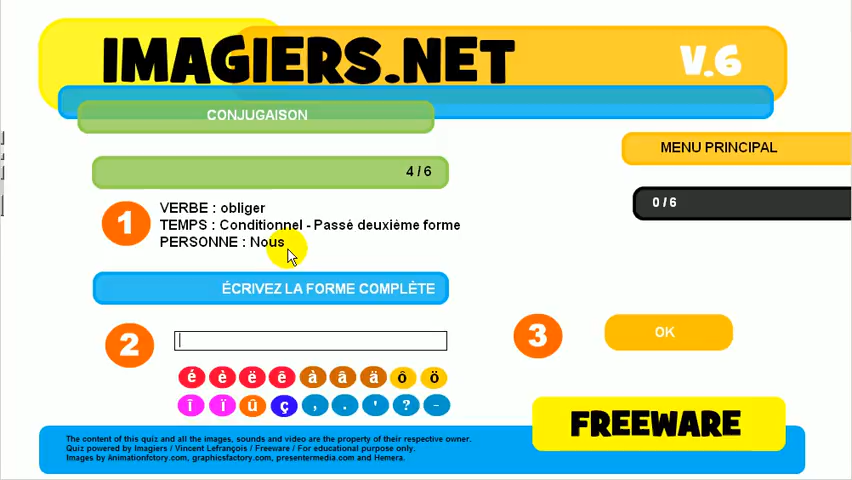 IMAGIERS.NET
V.6
CONJUGAISON
MENU PRINCIPAL
4 / 6
0 / 6
1
VERBE : obliger
TEMPS : Conditionnel - Passé deuxième forme
PERSONNE : Nous
ÉCRIVEZ LA FORME COMPLÈTE
2
3
OK
é è ë ê à â ä ô ö
î ï û ç , . ' ? -
FREEWARE
The content of this quiz and all the images, sounds and video are the property of their respective owner.
Quiz powered by Imagiers / Vincent Lefrançois / Freeware / For educational purpose only.
Images by Animationfctory.com, graphicsfactory.com, presentermedia.com and Hemera.